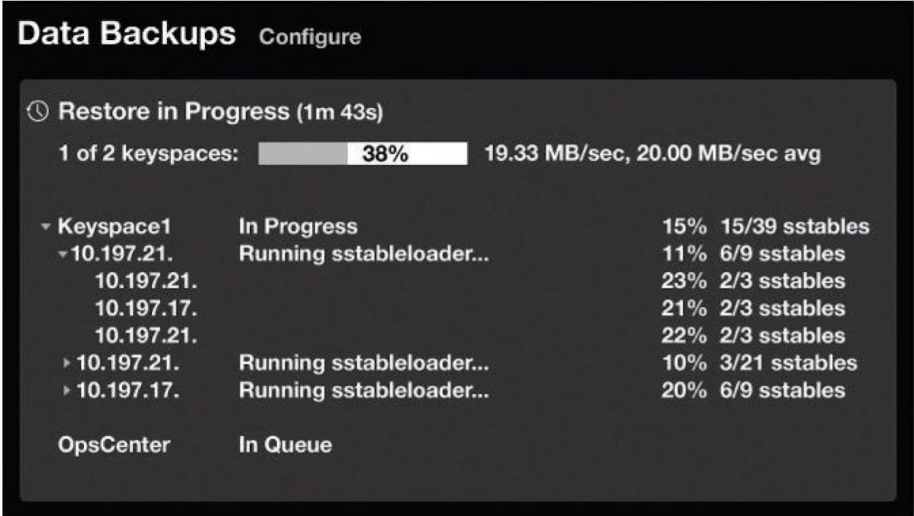 Data Backups Configure
Restore in Progress (1m 43s)
1 of 2 keyspaces: 38% 19.33 MB/sec, 20.00 MB/sec avg
Keyspace1 In Progress 15% 15/39 sstables
10.197.21. Running sstableloader... 11% 6/9 sstables
10.197.21. 23% 2/3 sstables
10.197.17. 21% 2/3 sstables
10.197.21. 22% 2/3 sstables
10.197.21. Running sstableloader... 10% 3/21 sstables
10.197.17. Running sstableloader... 20% 6/9 sstables
OpsCenter In Queue